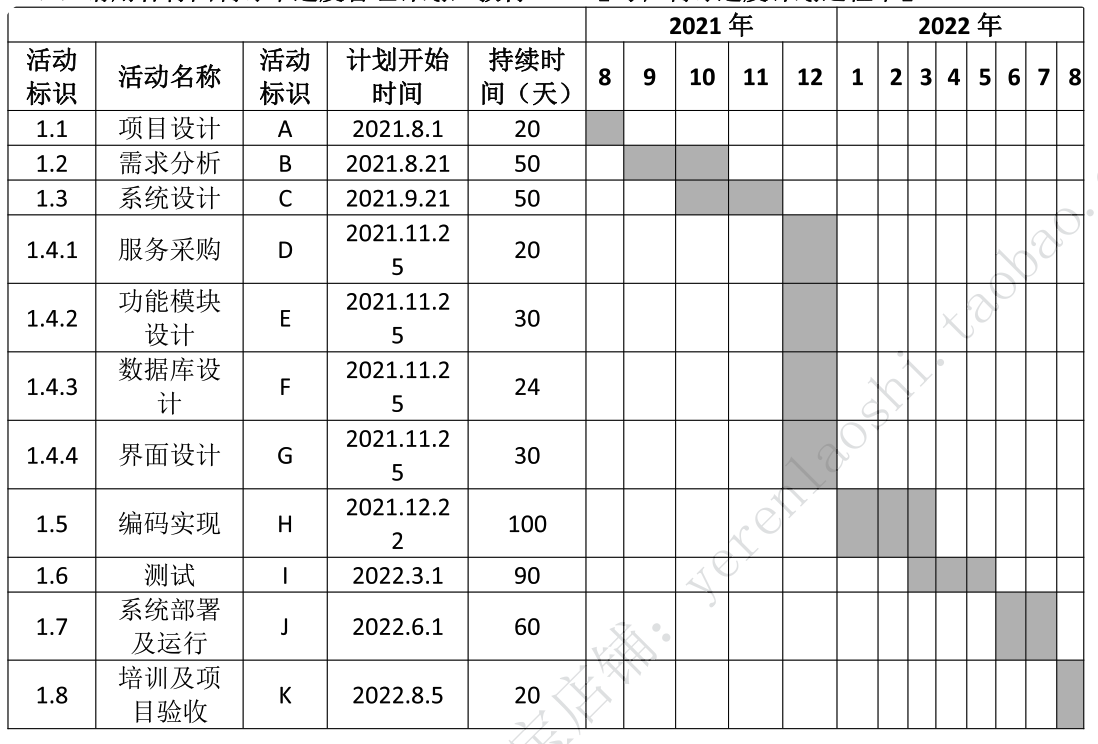 2021 年 2022 年
活动标识 活动名称 活动标识 计划开始时间 持续时间（天） 8 9 10 11 12 1 2 3 4 5 6 7 8
1.1 项目设计 A 2021.8.1 20
1.2 需求分析 B 2021.8.21 50
1.3 系统设计 C 2021.9.21 50
1.4.1 服务采购 D 2021.11.25 20
1.4.2 功能模块设计 E 2021.11.25 30
1.4.3 数据库设计 F 2021.11.25 24
1.4.4 界面设计 G 2021.11.25 30
1.5 编码实现 H 2021.12.22 100
1.6 测试 I 2022.3.1 90
1.7 系统部署及运行 J 2022.6.1 60
1.8 培训及项目验收 K 2022.8.5 20
店铺：yerenlaoshi.taobao.